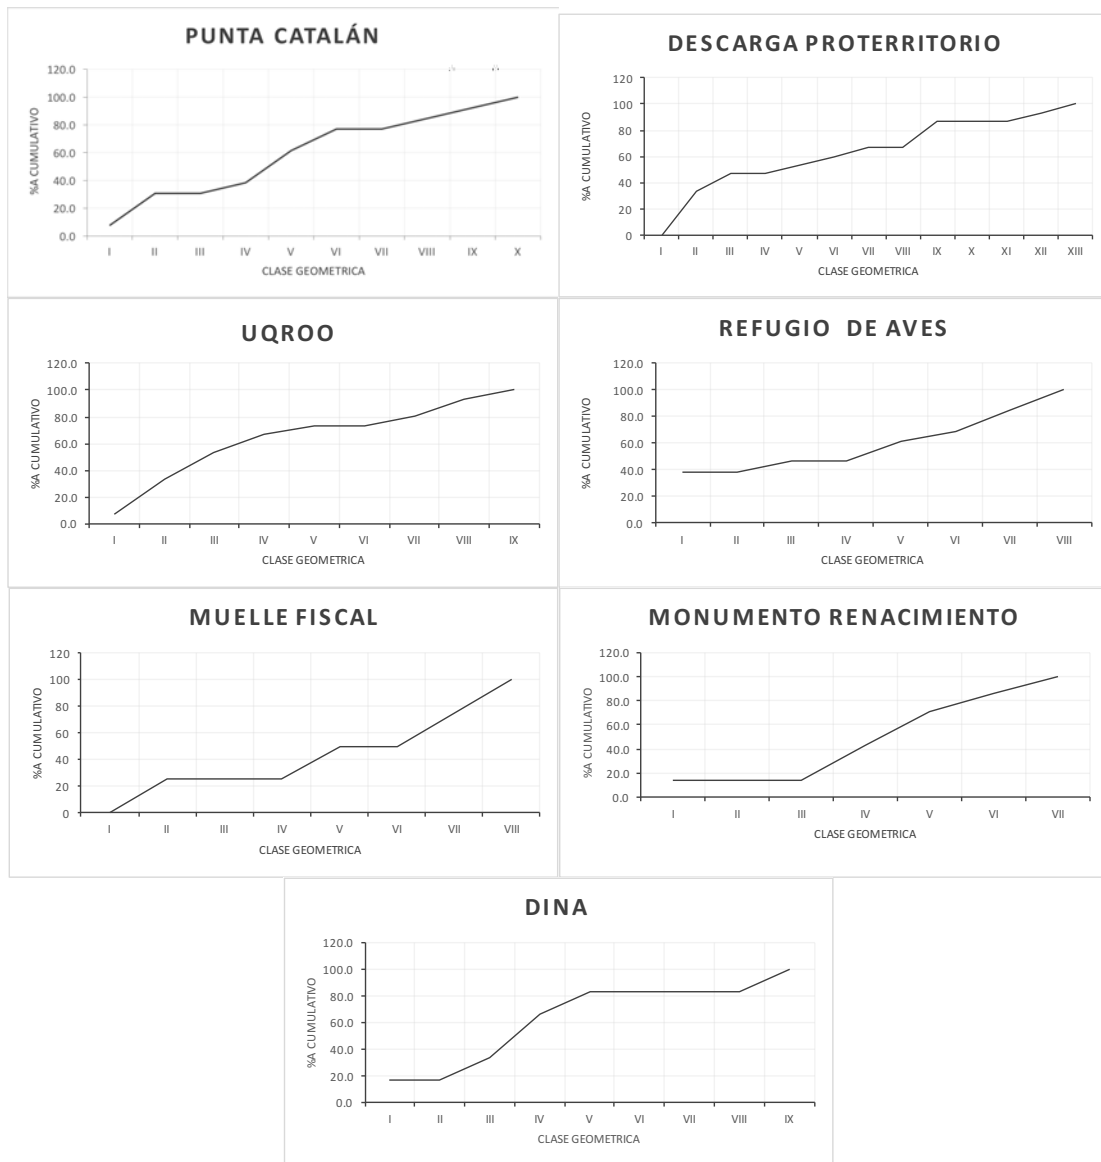 PUNTA CATALÁN
120.0
100.0
80.0
60.0
40.0
20.0
0.0
%A CUMULATIVO
I II III IV V VI VII VIII IX X
CLASE GEOMETRICA
DESCARGA PROTERRITORIO
120
100
80
60
40
20
0
%A CUMULATIVO
I II III IV V VI VII VIII IX X XI XII XIII
CLASE GEOMETRICA
UQROO
120.0
100.0
80.0
60.0
40.0
20.0
0.0
%A CUMULATIVO
I II III IV V VI VII VIII IX
CLASE GEOMETRICA
REFUGIO DE AVES
120.0
100.0
80.0
60.0
40.0
20.0
0.0
%A CUMULATIVO
I II III IV V VI VII VIII
CLASE GEOMETRICA
MUELLE FISCAL
120
100
80
60
40
20
0
%A CUMULATIVO
I II III IV V VI VII VIII
CLASE GEOMETRICA
MONUMENTO RENACIMIENTO
120.0
100.0
80.0
60.0
40.0
20.0
0.0
%A CUMULATIVO
I II III IV V VI VII
CLASE GEOMETRICA
DINA
120.0
100.0
80.0
60.0
40.0
20.0
0.0
%A CUMULATIVO
I II III IV V VI VII VIII IX
CLASE GEOMETRICA